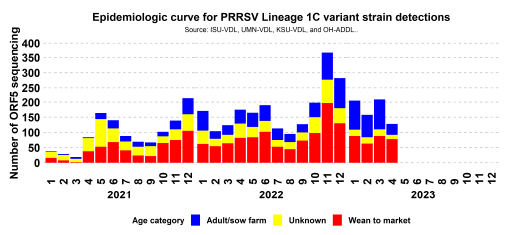 Epidemiologic curve for PRRSV Lineage 1C variant strain detections
Source: ISU-VDL, UMN-VDL, KSU-VDL, and OH-ADDL..
Number of ORF5 sequencing
400
350
300
250
200
150
100
50
0
1 2 3 4 5 6 7 8 9 10 11 12 1 2 3 4 5 6 7 8 9 10 11 12 1 2 3 4 5 6 7 8 9 10 11 12
2021 2022 2023
Age category Adult/sow farm Unknown Wean to market